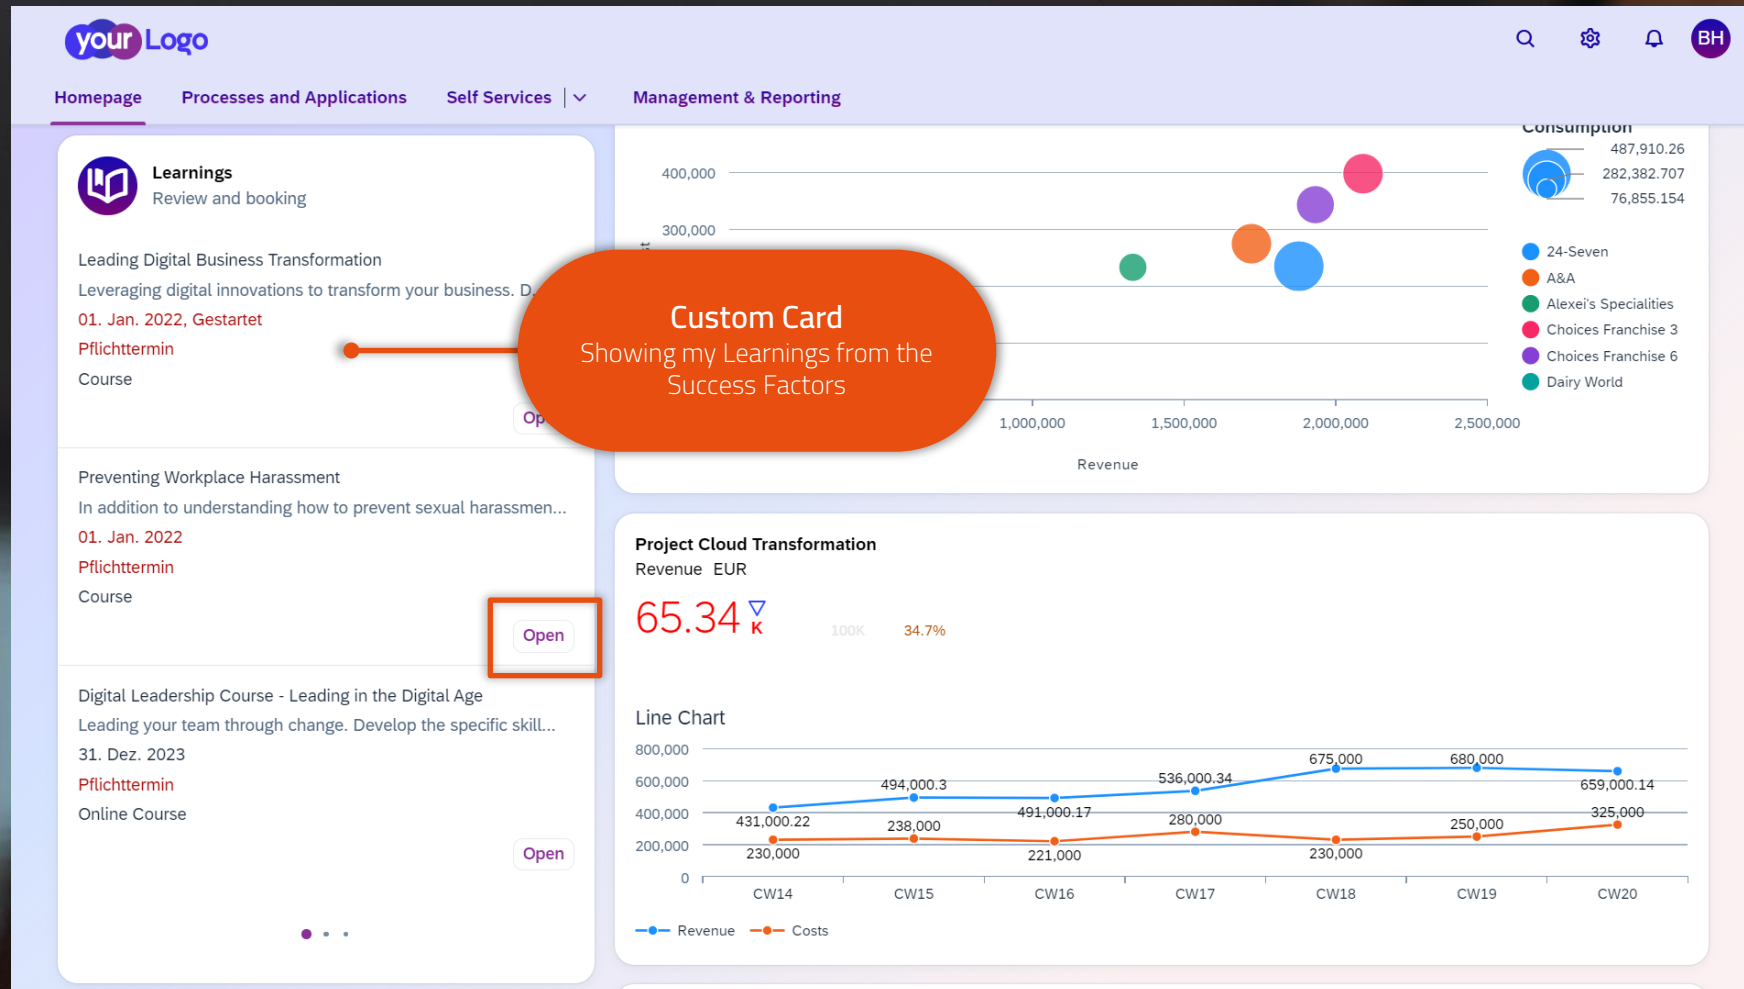 your Logo
BH
Homepage
Processes and Applications
Self Services
Management & Reporting
Learnings
Review and booking
Leading Digital Business Transformation
Leveraging digital innovations to transform your business. D
01. Jan. 2022, Gestartet
Pflichttermin
Course
Preventing Workplace Harassment
In addition to understanding how to prevent sexual harassmen...
01. Jan. 2022
Pflichttermin
Course
Open
Digital Leadership Course - Leading in the Digital Age
Leading your team through change. Develop the specific skill...
31. Dez. 2023
Pflichttermin
Online Course
Open
Custom Card
Showing my Learnings from the
Success Factors
400,000
300,000
1,000,000
1,500,000
2,000,000
2,500,000
Revenue
Consumption
487,910.26
282,382.707
76,855.154
24-Seven
A&A
Alexei's Specialities
Choices Franchise 3
Choices Franchise 6
Dairy World
Project Cloud Transformation
Revenue EUR
65.34 K
100K
34.7%
Line Chart
800,000
600,000
400,000
200,000
0
431,000.22
494,000.3
491,000.17
536,000.34
675,000
680,000
659,000.14
230,000
238,000
221,000
280,000
230,000
250,000
325,000
CW14
CW15
CW16
CW17
CW18
CW19
CW20
Revenue
Costs